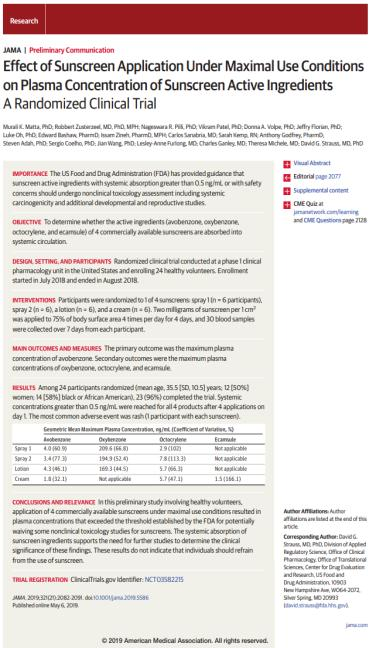 Research
JAMA | Preliminary Communication
Effect of Sunscreen Application Under Maximal Use Conditions
on Plasma Concentration of Sunscreen Active Ingredients
A Randomized Clinical Trial
Murali K. Matta, PhD; Robbert Zusterzeel, MD, PhD, MPH; Nageswara R. Pilli, PhD; Vikram Patel, PhD; Donna A. Volpe, PhD; Jeffry Florian, PhD;
Luke Oh, PhD; Edward Bashaw, PharmD; Issam Zineh, PharmD, MPH; Carlos Sanabria, MD; Sarah Kemp, RN; Anthony Godfrey, PharmD;
Steven Adah, PhD; Sergio Coelho, PhD; Jian Wang, PhD; Lesley-Anne Furlong, MD; Charles Ganley, MD; Theresa Michele, MD; David G. Strauss, MD, PhD
IMPORTANCE The US Food and Drug Administration (FDA) has provided guidance that
sunscreen active ingredients with systemic absorption greater than 0.5 ng/mL or with safety
concerns should undergo nonclinical toxicology assessment including systemic
carcinogenicity and additional developmental and reproductive studies.
OBJECTIVE To determine whether the active ingredients (avobenzone, oxybenzone,
octocrylene, and ecamsule) of 4 commercially available sunscreens are absorbed into
systemic circulation.
DESIGN, SETTING, AND PARTICIPANTS Randomized clinical trial conducted at a phase 1 clinical
pharmacology unit in the United States and enrolling 24 healthy volunteers. Enrollment
started in July 2018 and ended in August 2018.
INTERVENTIONS Participants were randomized to 1 of 4 sunscreens: spray 1 (n = 6 participants),
spray 2 (n = 6), a lotion (n = 6), and a cream (n = 6). Two milligrams of sunscreen per 1 cm2
was applied to 75% of body surface area 4 times per day for 4 days, and 30 blood samples
were collected over 7 days from each participant.
MAIN OUTCOMES AND MEASURES The primary outcome was the maximum plasma
concentration of avobenzone. Secondary outcomes were the maximum plasma
concentrations of oxybenzone, octocrylene, and ecamsule.
RESULTS Among 24 participants randomized (mean age, 35.5 [SD, 10.5] years; 12 [50%]
women; 14 [58%] black or African American), 23 (96%) completed the trial. Systemic
concentrations greater than 0.5 ng/mL were reached for all 4 products after 4 applications on
day 1. The most common adverse event was rash (1 participant with each sunscreen).
Geometric Mean Maximum Plasma Concentration, ng/mL (Coefficient of Variation, %)
Avobenzone Oxybenzone Octocrylene Ecamsule
Spray 1 4.0 (60.9) 209.6 (66.8) 2.9 (102) Not applicable
Spray 2 3.4 (77.3) 194.9 (52.4) 7.8 (113.3) Not applicable
Lotion 4.3 (46.1) 169.3 (44.5) 5.7 (66.3) Not applicable
Cream 1.8 (32.1) Not applicable 5.7 (47.1) 1.5 (166.1)
CONCLUSIONS AND RELEVANCE In this preliminary study involving healthy volunteers,
application of 4 commercially available sunscreens under maximal use conditions resulted in
plasma concentrations that exceeded the threshold established by the FDA for potentially
waiving some nonclinical toxicology studies for sunscreens. The systemic absorption of
sunscreen ingredients supports the need for further studies to determine the clinical
significance of these findings. These results do not indicate that individuals should refrain
from the use of sunscreen.
TRIAL REGISTRATION ClinicalTrials.gov Identifier: NCT03582215
JAMA. 2019;321(21):2082-2091. doi:10.1001/jama.2019.5586
Published online May 6, 2019.
Visual Abstract
Editorial page 2077
Supplemental content
CME Quiz at
jamanetwork.com/learning
and CME Questions page 2128
Author Affiliations: Author
affiliations are listed at the end of this
article.
Corresponding Author: David G.
Strauss, MD, PhD, Division of Applied
Regulatory Science, Office of Clinical
Pharmacology, Office of Translational
Sciences, Center for Drug Evaluation
and Research, US Food and
Drug Administration, 10903
New Hampshire Ave, WO64-2072,
Silver Spring, MD 20993
(david.strauss@fda.hhs.gov).
jama.com
© 2019 American Medical Association. All rights reserved.